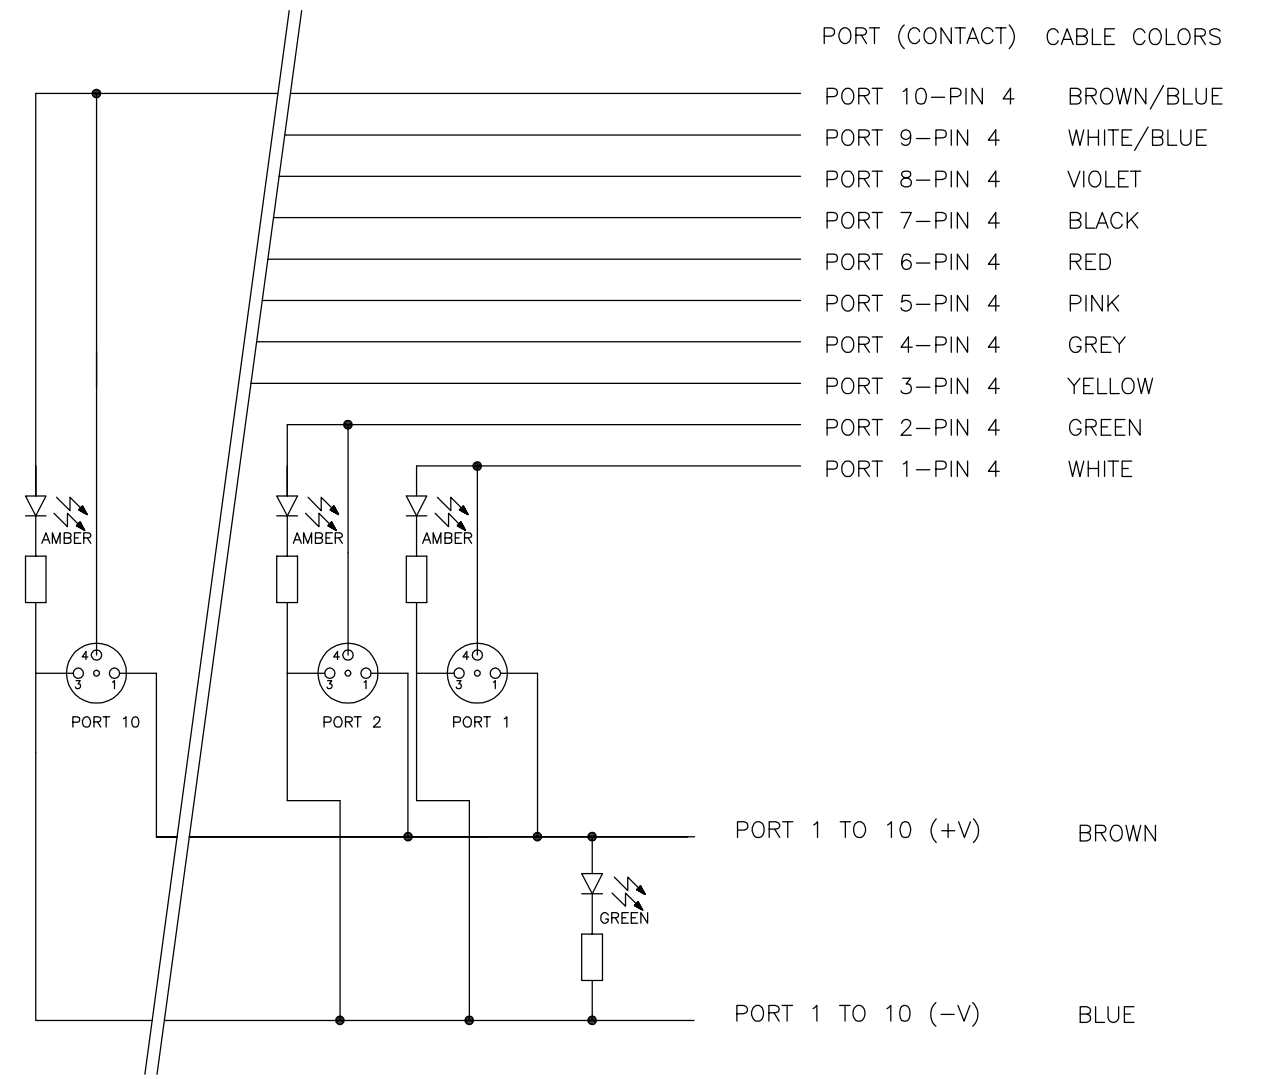 PORT (CONTACT) CABLE COLORS
PORT 10-PIN 4 BROWN/BLUE
PORT 9-PIN 4 WHITE/BLUE
PORT 8-PIN 4 VIOLET
PORT 7-PIN 4 BLACK
PORT 6-PIN 4 RED
PORT 5-PIN 4 PINK
PORT 4-PIN 4 GREY
PORT 3-PIN 4 YELLOW
PORT 2-PIN 4 GREEN
PORT 1-PIN 4 WHITE
AMBER AMBER AMBER
4 4 4
3 1 3 1 3 1
PORT 10 PORT 2 PORT 1
PORT 1 TO 10 (+V) BROWN
GREEN
PORT 1 TO 10 (-V) BLUE